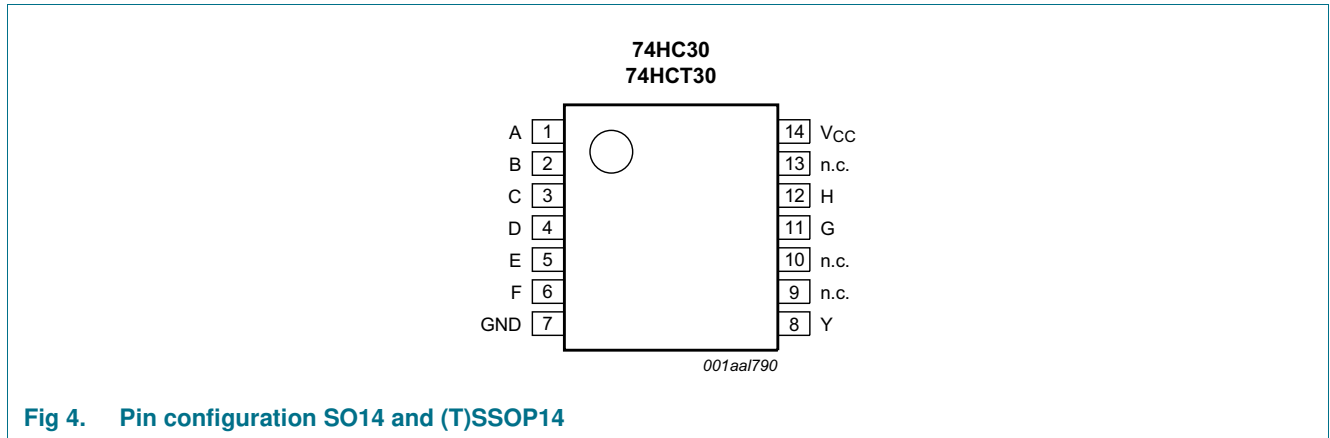 74HC30
74HCT30
A 1 14 VCC
B 2 13 n.c.
C 3 12 H
D 4 11 G
E 5 10 n.c.
F 6 9 n.c.
GND 7 8 Y
001aal790
Fig 4. Pin configuration SO14 and (T)SSOP14